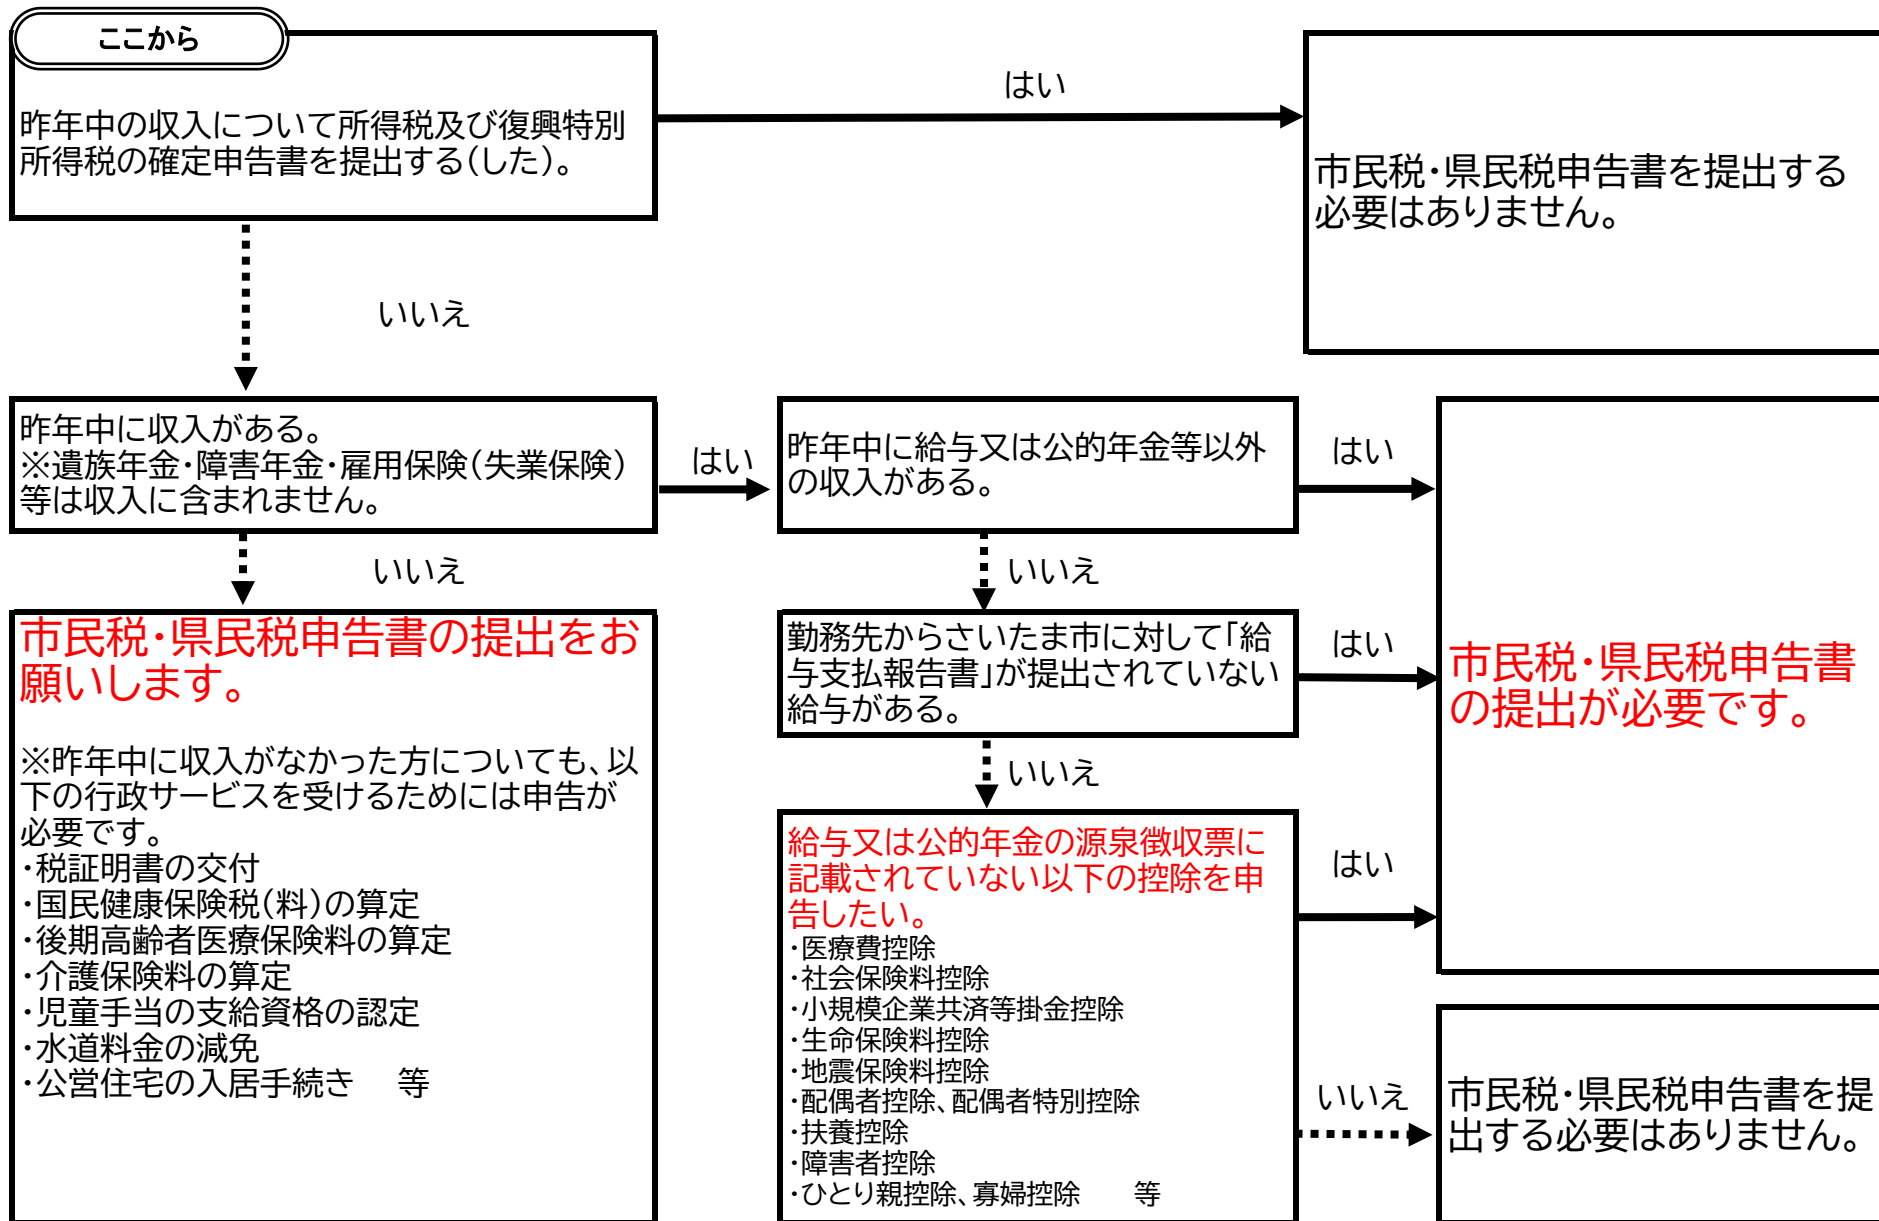 ここから
昨年中の収入について所得税及び復興特別
所得税の確定申告書を提出する(した)。
はい
市民税・県民税申告書を提出する
必要はありません。
いいえ
昨年中に収入がある。
※遺族年金・障害年金・雇用保険(失業保険)
等は収入に含まれません。
はい
昨年中に給与又は公的年金等以外
の収入がある。
はい
いいえ
いいえ
市民税・県民税申告書の提出をお
願いします。
※昨年中に収入がなかった方についても、以
下の行政サービスを受けるためには申告が
必要です。
・税証明書の交付
・国民健康保険税(料)の算定
・後期高齢者医療保険料の算定
・介護保険料の算定
・児童手当の支給資格の認定
・水道料金の減免
・公営住宅の入居手続き　等
勤務先からさいたま市に対して「給
与支払報告書」が提出されていない
給与がある。
はい
市民税・県民税申告書
の提出が必要です。
いいえ
給与又は公的年金の源泉徴収票に
記載されていない以下の控除を申
告したい。
・医療費控除
・社会保険料控除
・小規模企業共済等掛金控除
・生命保険料控除
・地震保険料控除
・配偶者控除、配偶者特別控除
・扶養控除
・障害者控除
・ひとり親控除、寡婦控除　　等
はい
いいえ
市民税・県民税申告書を提
出する必要はありません。